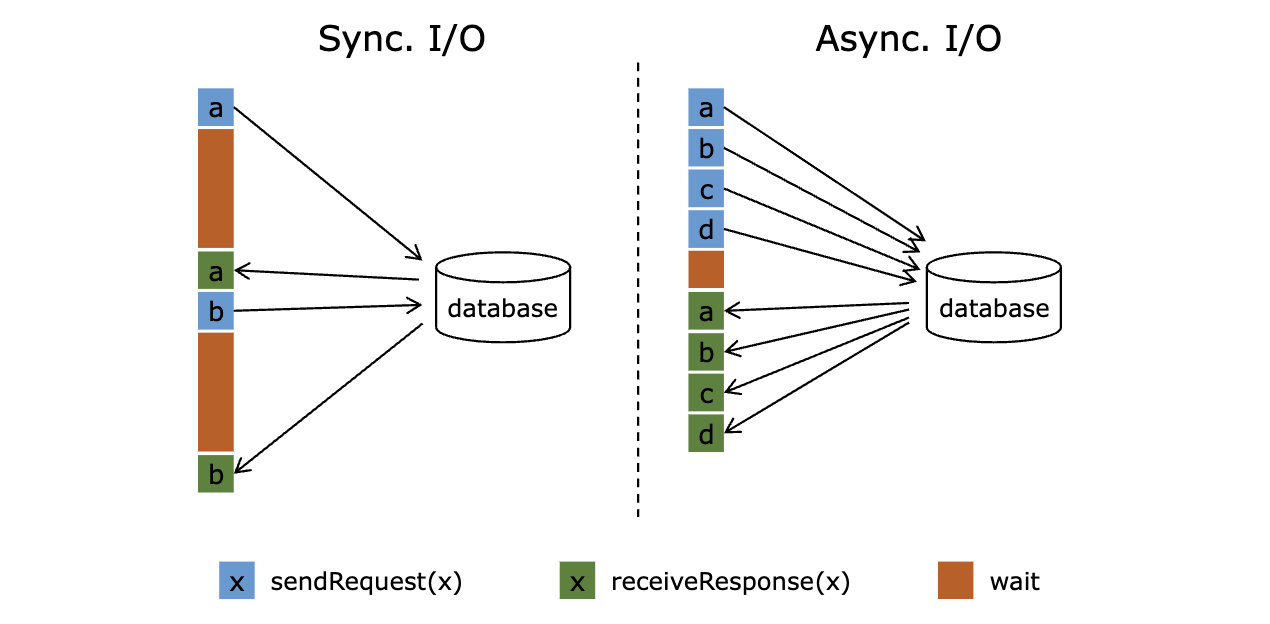 Sync. I/O
a
a
b
b
database
Async. I/O
a
b
c
d
a
b
c
d
database
x sendRequest(x)
x receiveResponse(x)
wait